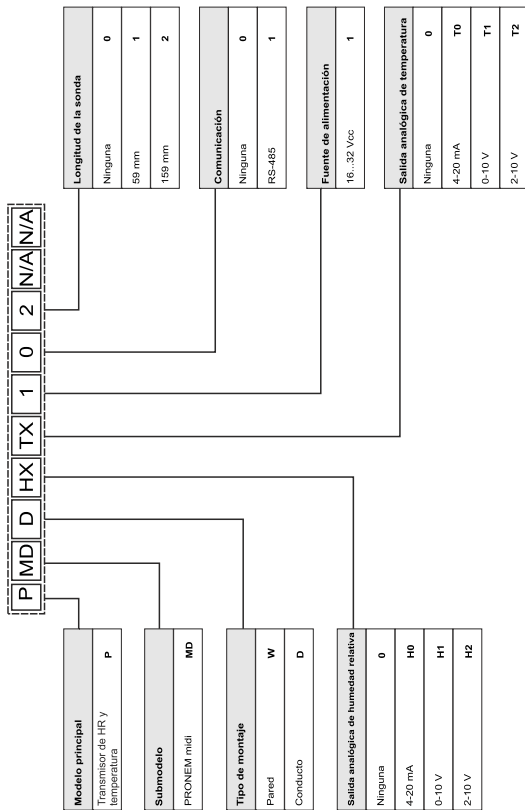 P MD D HX TX 1 0 2 N/A N/A
Modelo principal
Transmisor de HR y P
temperatura
Submodelo
PRONEM midi MD
Tipo de montaje
Pared W
Conducto D
Salida analógica de humedad relativa
Ninguna 0
4-20 mA H0
0-10 V H1
2-10 V H2
Longitud de la sonda
Ninguna 0
59 mm 1
159 mm 2
Comunicación
Ninguna 0
RS-485 1
Fuente de alimentación
16...32 Vcc 1
Salida analógica de temperatura
Ninguna 0
4-20 mA T0
0-10 V T1
2-10 V T2